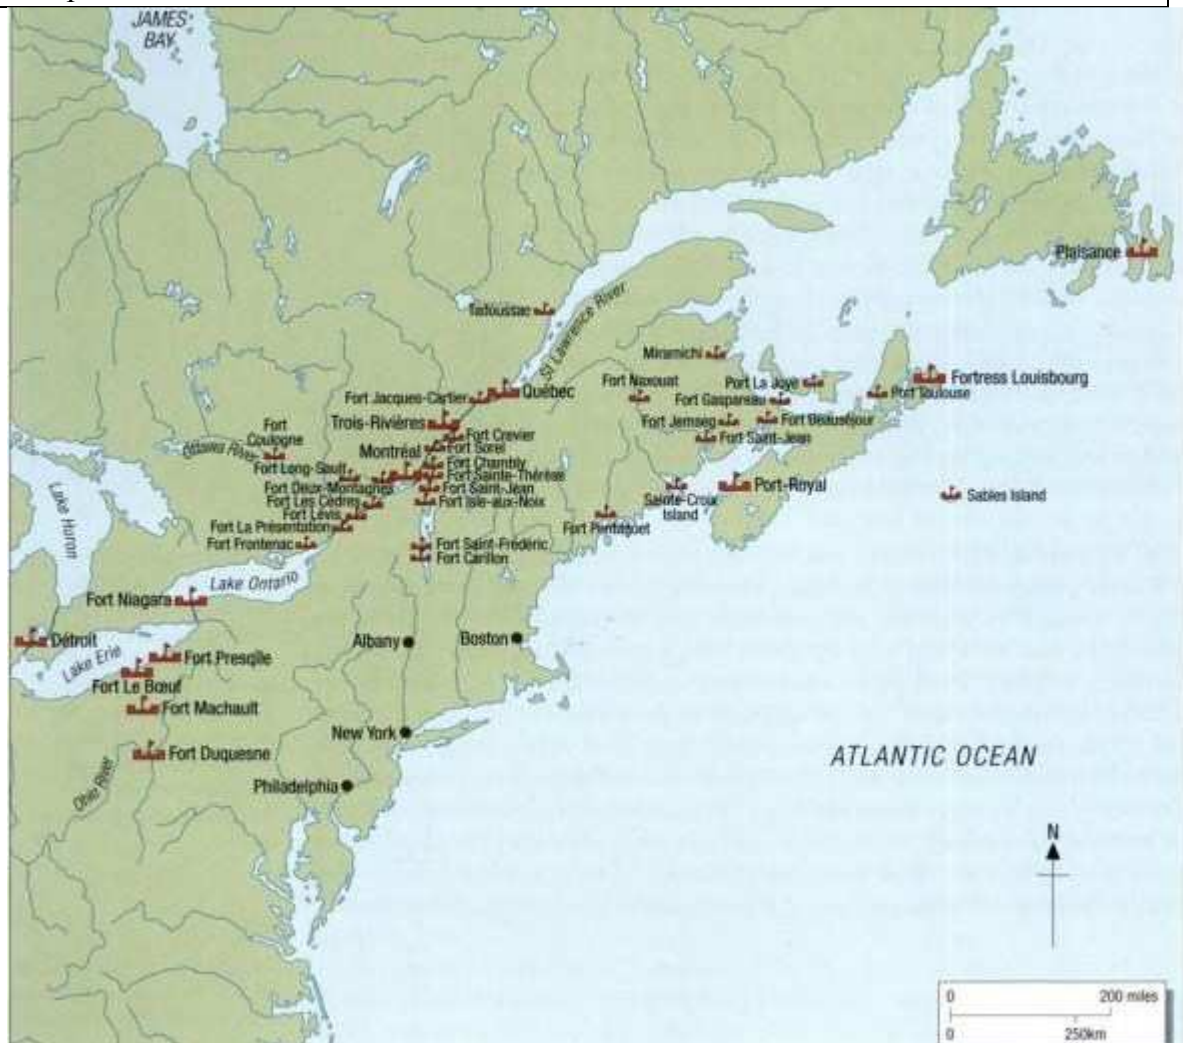 JAMES
BAY
Plaisance
Tadoussac
St Lawrence River
Miramichi
Fort Naxouat
Port La Joye
Fortress Louisbourg
Fort Jacques-Cartier
Québec
Fort Gaspareau
Port Toulouse
Trois-Rivières
Fort Jemseg
Fort Beauséjour
Fort
Coulogne
Fort Crevier
Fort Saint-Jean
Ottawa River
Montréal
Fort Sorel
Fort Chambly
Fort Long-Sault
Fort Sainte-Thérèse
Fort Deux-Montagnes
Fort Saint-Jean
Port-Royal
Fort Les Cèdres
Fort Isle-aux-Noix
Sainte-Croix
Island
Sables Island
Lake Huron
Fort Lévis
Fort La Présentation
Fort Pentaguet
Fort Frontenac
Fort Saint-Frédéric
Fort Carillon
Lake Ontario
Fort Niagara
Détroit
Albany
Boston
Lake Erie
Fort Presqîle
Fort Le Bœuf
Fort Machault
New York
Fort Duquesne
ATLANTIC OCEAN
Ohio River
Philadelphia
N
0 200 miles
0 250km